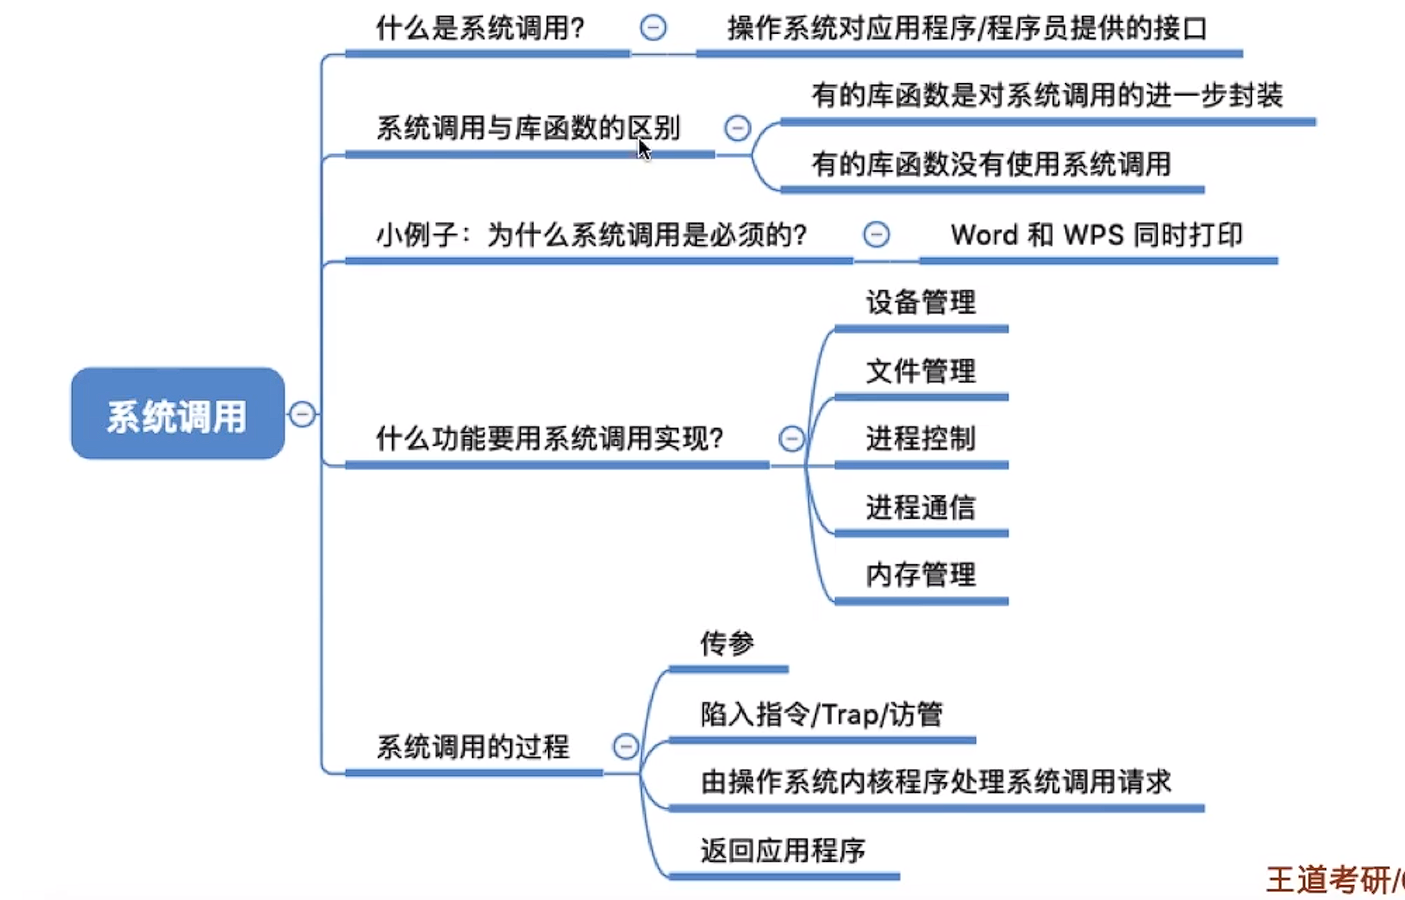 什么是系统调用？
操作系统对应用程序/程序员提供的接口
系统调用与库函数的区别
有的库函数是对系统调用的进一步封装
有的库函数没有使用系统调用
小例子：为什么系统调用是必须的？
Word 和 WPS 同时打印
系统调用
什么功能要用系统调用实现？
设备管理
文件管理
进程控制
进程通信
内存管理
系统调用的过程
传参
陷入指令/Trap/访管
由操作系统内核程序处理系统调用请求
返回应用程序
王道考研/